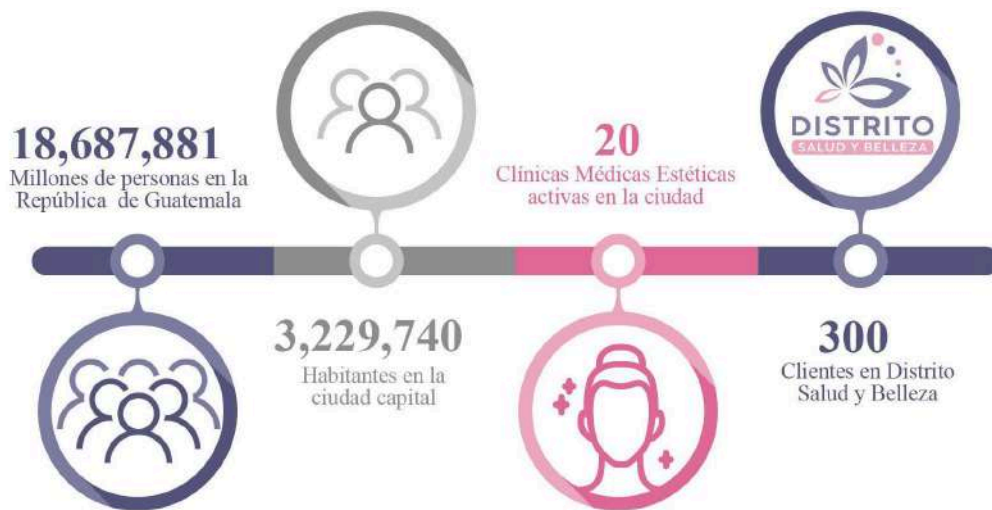 18,687,881
Millones de personas en la
República de Guatemala
3,229,740
Habitantes en la
ciudad capital
20
Clínicas Médicas Estéticas
activas en la ciudad
DISTRITO
SALUD Y BELLEZA
300
Clientes en Distrito
Salud y Belleza